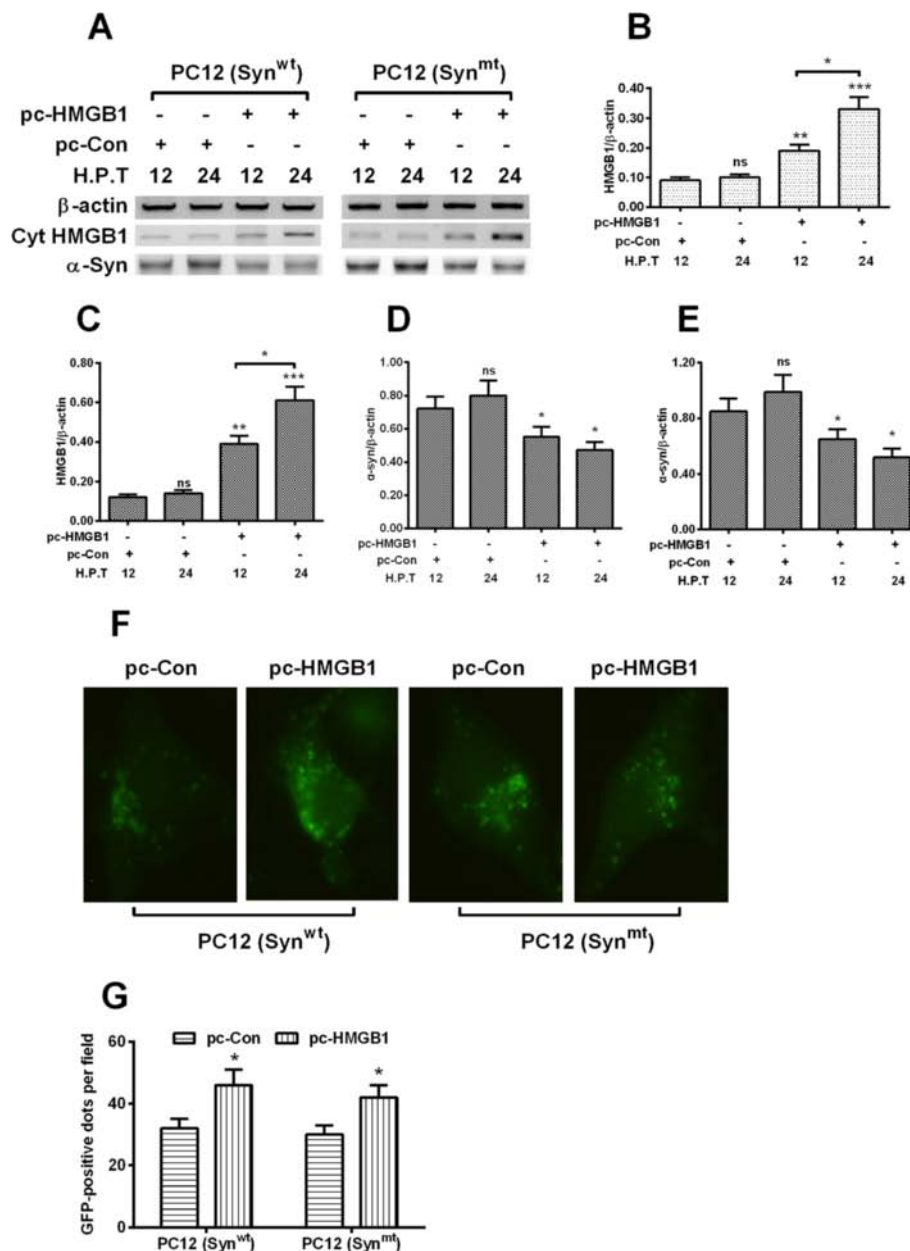 A
PC12 (Syn^wt) PC12 (Syn^mt)
pc-HMGB1 - - + + - - + +
pc-Con + + - - + + - -
H.P.T 12 24 12 24 12 24 12 24
β-actin
Cyt HMGB1
α-Syn
B
HMGB1/β-actin
0.40
0.30
0.20
0.10
0.00
ns
**
*
***
pc-HMGB1 - - + +
pc-Con + + - -
H.P.T 12 24 12 24
C
HMGB1/β-actin
0.80
0.60
0.40
0.20
0.00
ns
**
*
***
pc-HMGB1 - - + +
pc-Con + + - -
H.P.T 12 24 12 24
D
α-syn/β-actin
1.00
0.80
0.60
0.40
0.20
0.00
ns
*
*
pc-HMGB1 - - + +
pc-Con + + - -
H.P.T 12 24 12 24
E
α-syn/β-actin
1.20
0.80
0.40
0.00
ns
*
*
pc-HMGB1 - - + +
pc-Con + + - -
H.P.T 12 24 12 24
F
pc-Con pc-HMGB1 pc-Con pc-HMGB1
PC12 (Syn^wt) PC12 (Syn^mt)
G
pc-Con pc-HMGB1
GFP-positive dots per field
60
40
20
0
*
*
PC12 (Syn^wt) PC12 (Syn^mt)